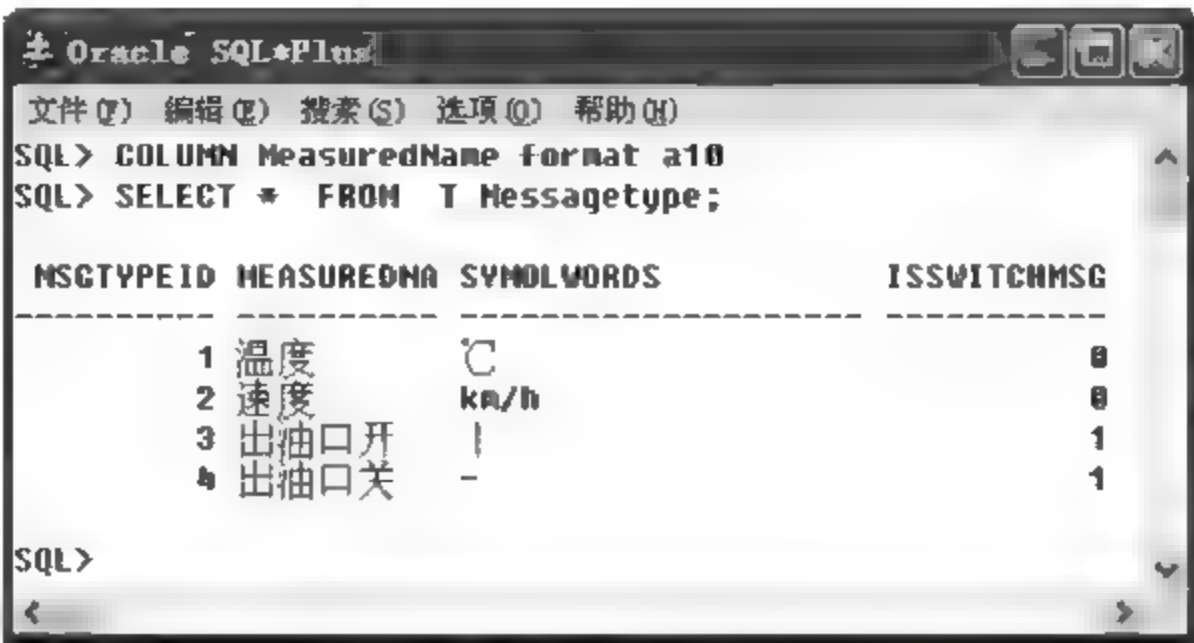 Oracle SQL*Plus
文件(F) 编辑(E) 搜索(S) 选项(O) 帮助(H)
SQL> COLUMN MeasuredName format a10
SQL> SELECT * FROM T Messagetype;
MSGTYPEID MEASUREDNA SYMOLWORDS ISSWITCHMSG
---------- ---------- -------------------- -----------
1 温度 ℃ 0
2 速度 km/h 0
3 出油口开 | 1
4 出油口关 - 1
SQL>